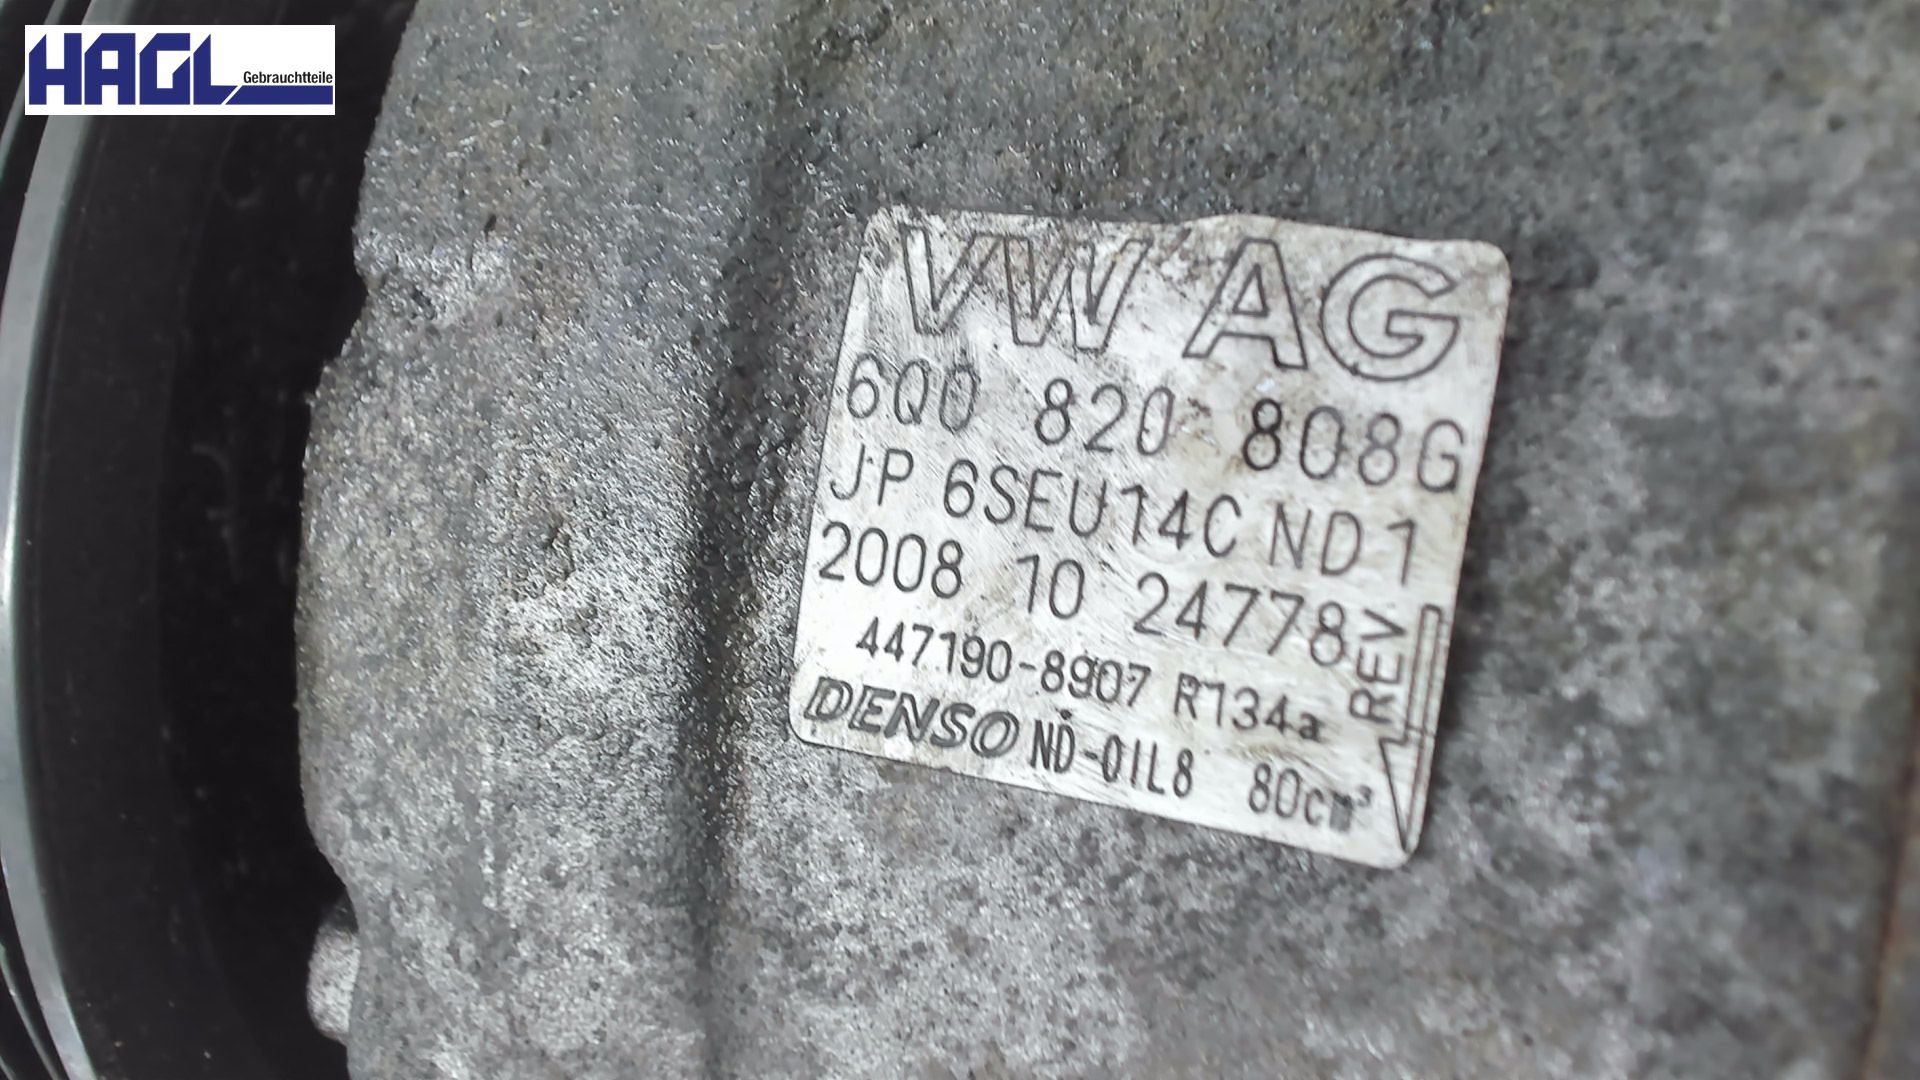 HAGL
Gebrauchtteile
VW AG
6Q0 820 808G
JP 6SEU14C ND1
2008 10 24778
REV
447190-8907 R134a
DENSO ND-OIL8 80cm³